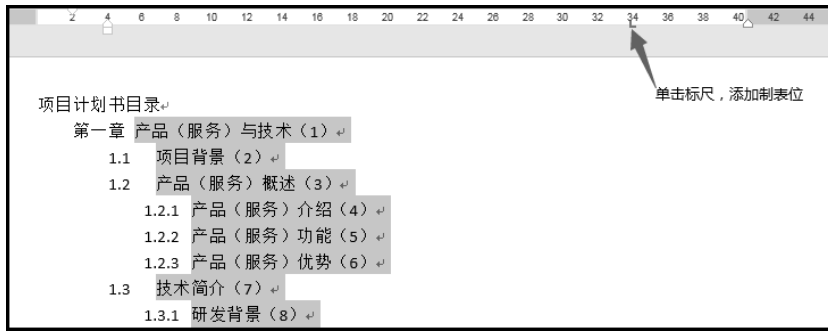 2 4 6 8 10 12 14 16 18 20 22 24 26 28 30 32 34 36 38 40 42 44
单击标尺，添加制表位
项目计划书目录↵
第一章 产品（服务）与技术（1）↵
1.1 项目背景（2）↵
1.2 产品（服务）概述（3）↵
1.2.1 产品（服务）介绍（4）↵
1.2.2 产品（服务）功能（5）↵
1.2.3 产品（服务）优势（6）↵
1.3 技术简介（7）↵
1.3.1 研发背景（8）↵